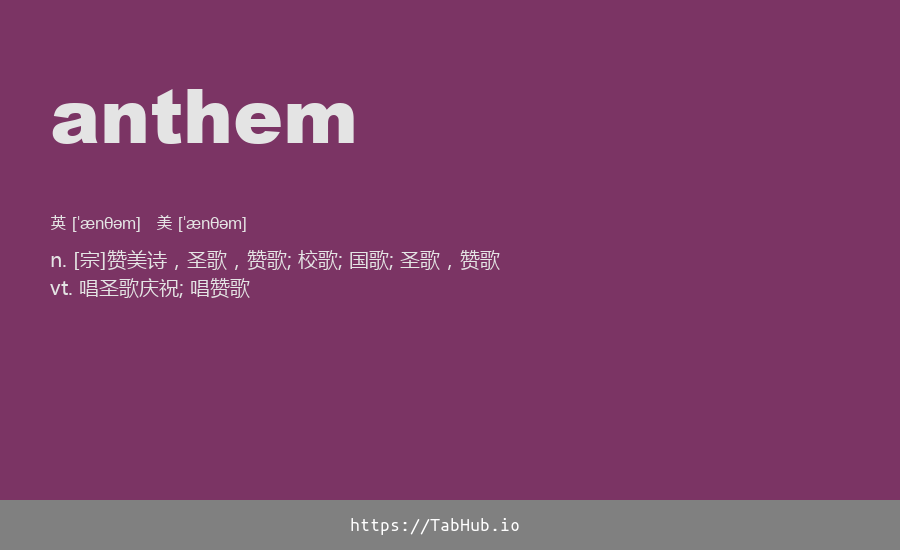 anthem
英 [ˈænθəm] 美 [ˈænθəm]
n. [宗]赞美诗，圣歌，赞歌; 校歌; 国歌; 圣歌，赞歌
vt. 唱圣歌庆祝; 唱赞歌
https://TabHub.io